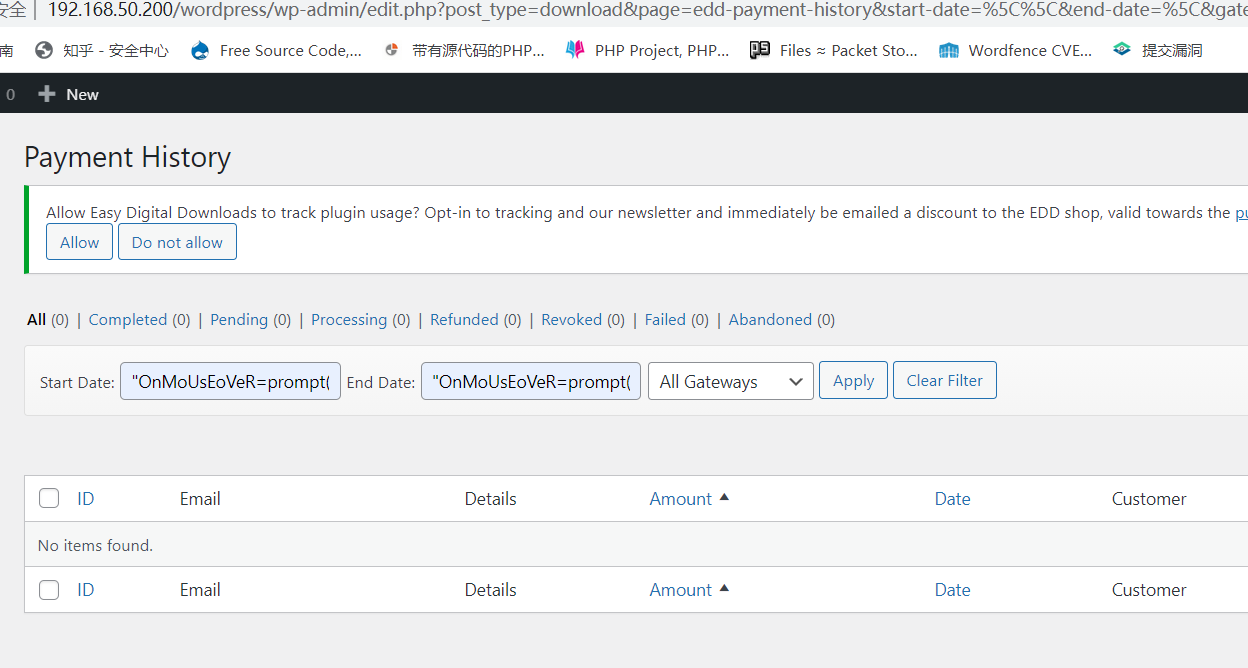 安全 192.168.50.200/wordpress/wp-admin/edit.php?post_type=download&page=edd-payment-history&start-date=%5C%5C&end-date=%5C&gate
南 知乎 - 安全中心 Free Source Code,... 带有源代码的PHP... PHP Project, PHP... Files ≈ Packet Sto... Wordfence CVE... 提交漏洞
0 New
Payment History
Allow Easy Digital Downloads to track plugin usage? Opt-in to tracking and our newsletter and immediately be emailed a discount to the EDD shop, valid towards the pu
Allow Do not allow
All (0) | Completed (0) | Pending (0) | Processing (0) | Refunded (0) | Revoked (0) | Failed (0) | Abandoned (0)
Start Date: "OnMoUsEoVeR=prompt( End Date: "OnMoUsEoVeR=prompt( All Gateways Apply Clear Filter
ID Email Details Amount Date Customer
No items found.
ID Email Details Amount Date Customer